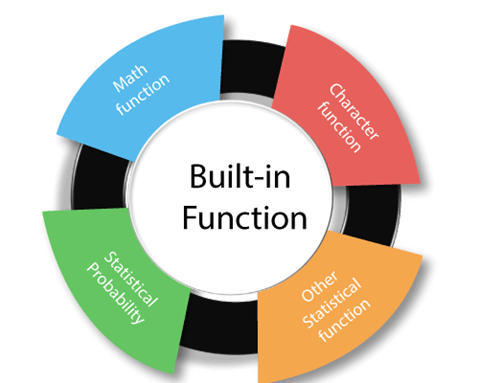 Math
function
Character
function
Built-in
Function
Statistical
Probability
Other
Statistical
function